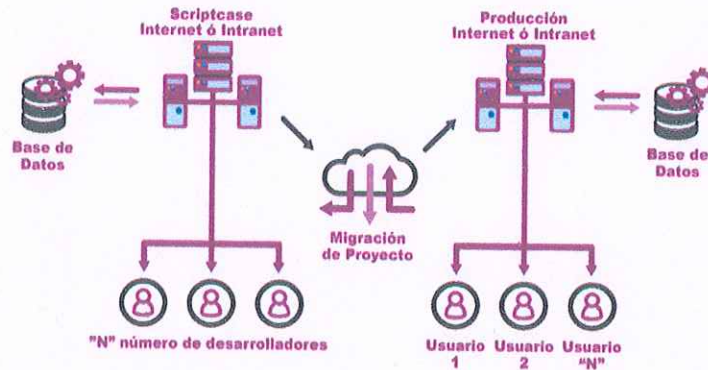 Scriptcase
Internet ó Intranet
Producción
Internet ó Intranet
Base de
Datos
Base de
Datos
Migración
de Proyecto
"N" número de desarrolladores
Usuario
1
Usuario
2
Usuario
“N”